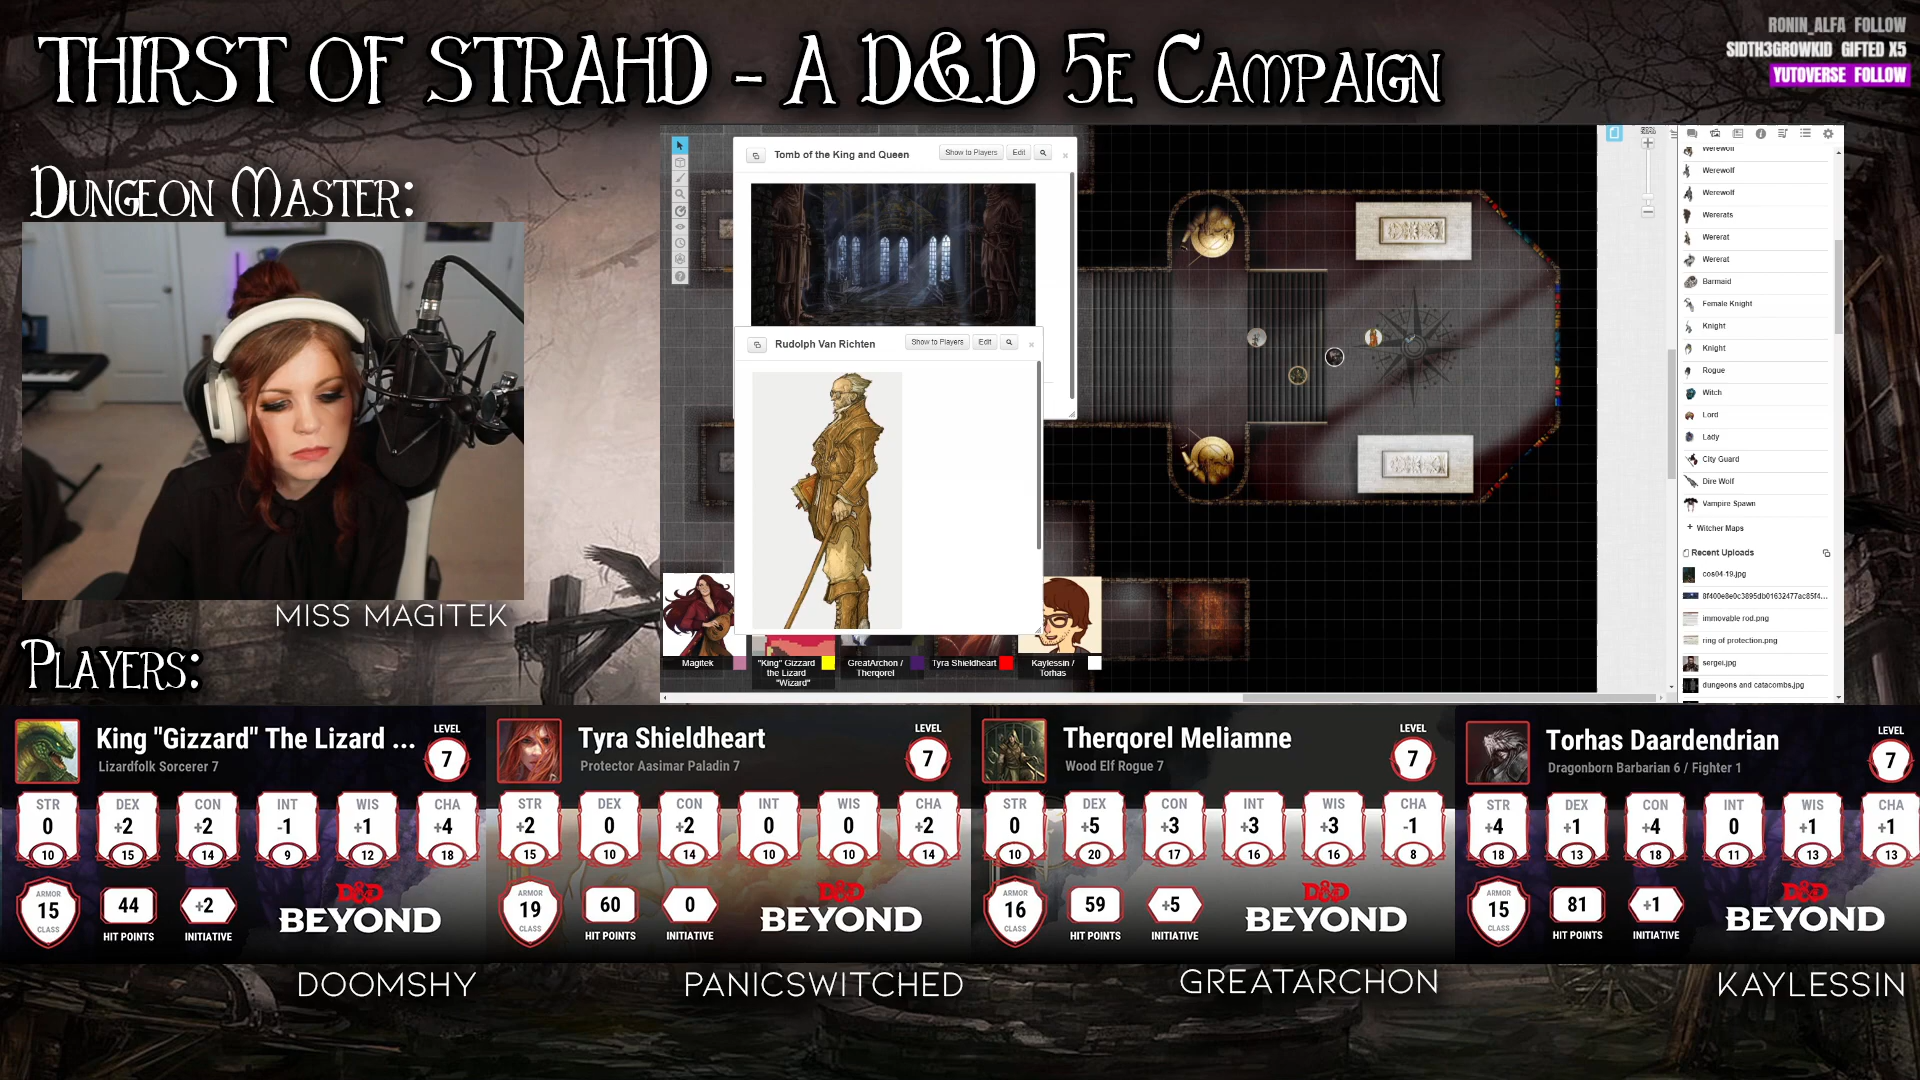 THIRST OF STRAHD - A D&D 5E CAMPAIGN
RONIN_ALFA FOLLOW
SIDTH3GROWKID GIFTED X5
YUTOVERSE FOLLOW
DUNGEON MASTER:
MISS MAGITEK
PLAYERS:
Tomb of the King and Queen
Show to Players
Edit
Rudolph Van Richten
Show to Players
Edit
Magitek
"King" Gizzard
the Lizard
"Wizard"
GreatArchon /
Therqorel
Tyra Shieldheart
Kaylessin /
Torhas
Werewolf
Werewolf
Werewolf
Wererats
Wererat
Wererat
Barmaid
Female Knight
Knight
Knight
Rogue
Witch
Lord
Lady
City Guard
Dire Wolf
Vampire Spawn
+ Witcher Maps
Recent Uploads
cos04-19.jpg
8f400e8e0c3895db01632477ac85f4...
immovable rod.png
ring of protection.png
sergei.jpg
dungeons and catacombs.jpg
King "Gizzard" The Lizard ...
Lizardfolk Sorcerer 7
LEVEL
7
STR DEX CON INT WIS CHA
0 +2 +2 -1 +1 +4
10 15 14 9 12 18
ARMOR
15
CLASS
44
HIT POINTS
+2
INITIATIVE
D&D
BEYOND
DOOMSHY
Tyra Shieldheart
Protector Aasimar Paladin 7
LEVEL
7
STR DEX CON INT WIS CHA
+2 0 +2 0 0 +2
15 10 14 10 10 14
ARMOR
19
CLASS
60
HIT POINTS
0
INITIATIVE
D&D
BEYOND
PANICSWITCHED
Therqorel Meliamne
Wood Elf Rogue 7
LEVEL
7
STR DEX CON INT WIS CHA
0 +5 +3 +3 +3 -1
10 20 17 16 16 8
ARMOR
16
CLASS
59
HIT POINTS
+5
INITIATIVE
D&D
BEYOND
GREATARCHON
Torhas Daardendrian
Dragonborn Barbarian 6 / Fighter 1
LEVEL
7
STR DEX CON INT WIS CHA
+4 +1 +4 0 +1 +1
18 13 18 11 13 13
ARMOR
15
CLASS
81
HIT POINTS
+1
INITIATIVE
D&D
BEYOND
KAYLESSIN